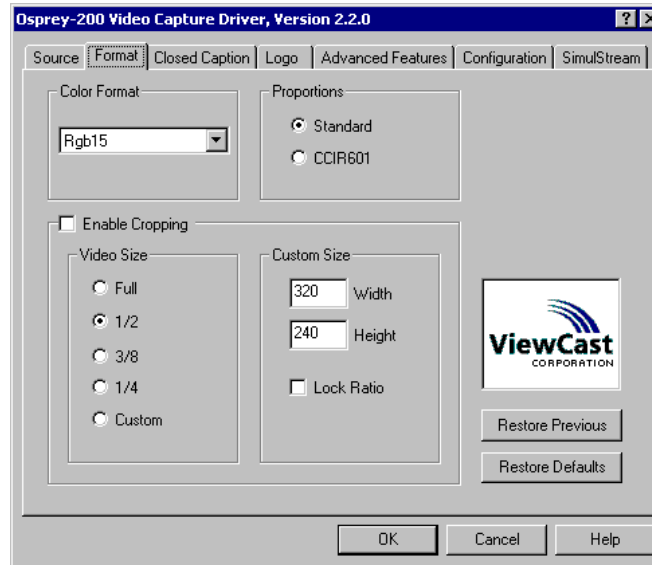 Osprey-200 Video Capture Driver, Version 2.2.0
Source Format Closed Caption Logo Advanced Features Configuration SimulStream
Color Format
Rgb15
Proportions
Standard
CCIR601
Enable Cropping
Video Size
Full
1/2
3/8
1/4
Custom
Custom Size
320 Width
240 Height
Lock Ratio
ViewCast
CORPORATION
Restore Previous
Restore Defaults
OK Cancel Help